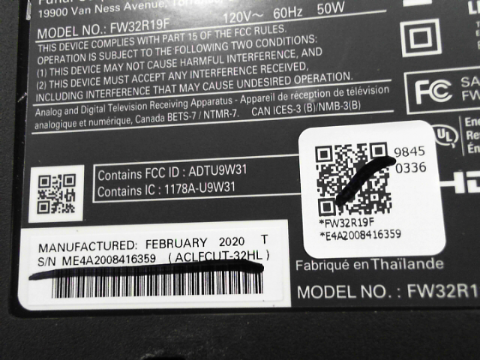 19900 Van Ness Avenue,
MODEL NO.: FW32R19F 120V~ 60Hz 50W
THIS DEVICE COMPLIES WITH PART 15 OF THE FCC RULES.
OPERATION IS SUBJECT TO THE FOLLOWING TWO CONDITIONS:
(1) THIS DEVICE MAY NOT CAUSE HARMFUL INTERFERENCE, AND
(2) THIS DEVICE MUST ACCEPT ANY INTERFERENCE RECEIVED,
INCLUDING INTERFERENCE THAT MAY CAUSE UNDESIRED OPERATION.
Analog and Digital Television Receiving Apparatus - Appareil de réception de télévision
analogique et numérique, Canada BETS-7 / NTMR-7. CAN ICES-3 (B)/NMB-3(B)
FC SA
FW
UL
Contains FCC ID : ADTU9W31
Contains IC : 1178A-U9W31
9845
0336
*FW32R19F
*E4A2008416359
HD
MANUFACTURED: FEBRUARY 2020 T
S/N ME4A2008416359 (ACLFCUT-32HL)
Fabriqué en Thaïlande
MODEL NO. : FW32R1